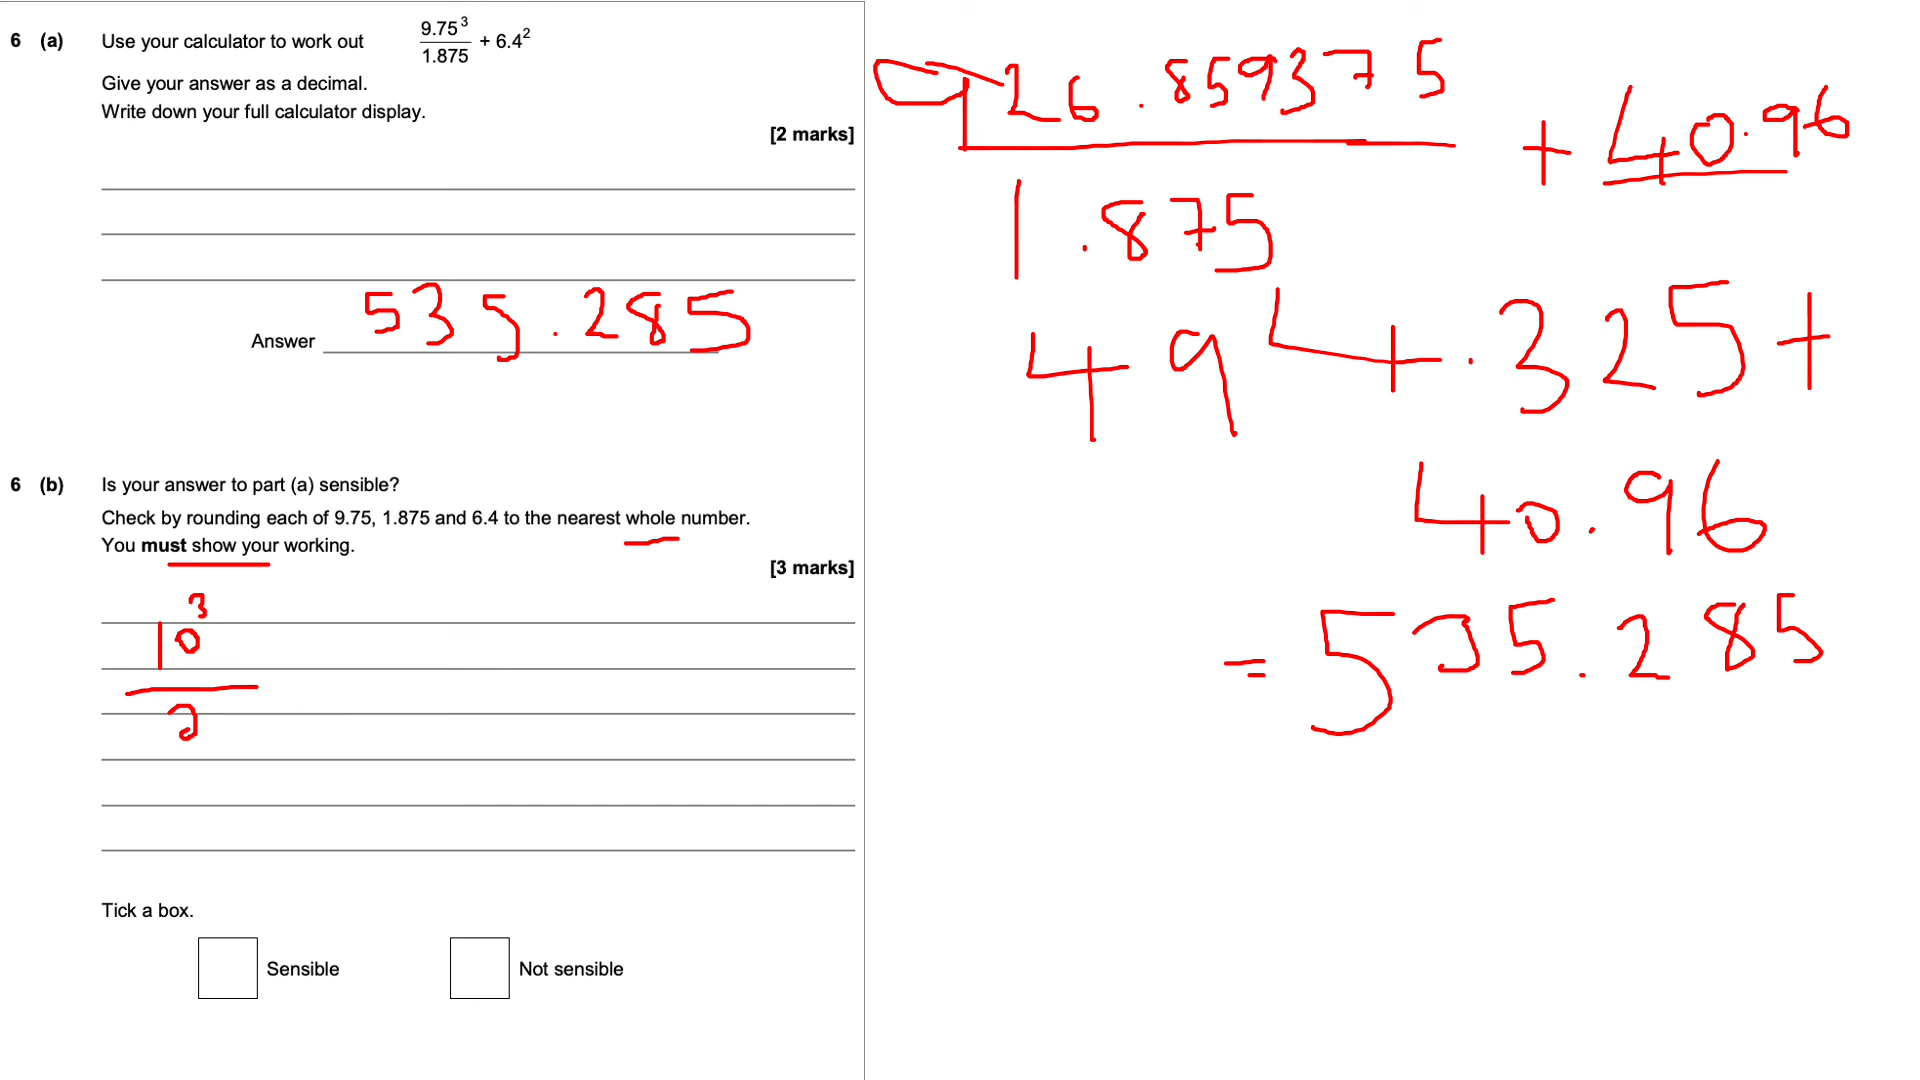 6 (a) Use your calculator to work out 9.75³ / 1.875 + 6.4²
Give your answer as a decimal.
Write down your full calculator display.
[2 marks]
Answer 535.285
6 (b) Is your answer to part (a) sensible?
Check by rounding each of 9.75, 1.875 and 6.4 to the nearest whole number.
You must show your working.
[3 marks]
10³
2
Tick a box.
Sensible Not sensible
926.859375 + 40.96
1.875
494.325 +
40.96
= 535.285